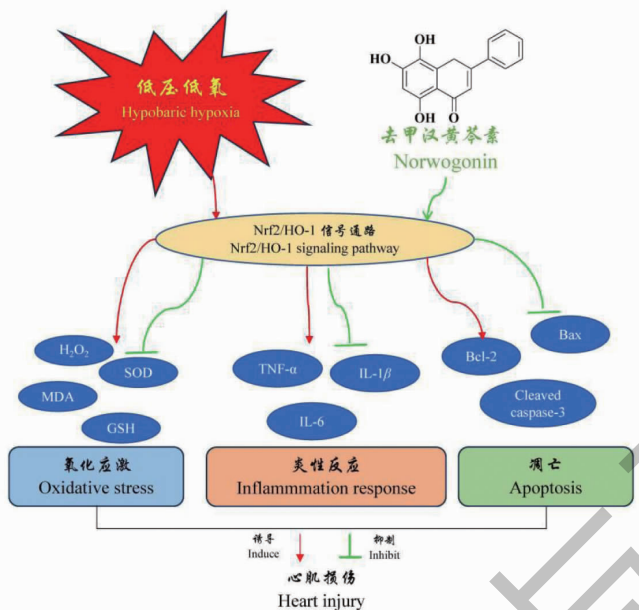 低压低氧
Hypobaric hypoxia
OH
OH
HO
OH
O
去甲汉黄芩素
Norwogonin
Nrf2/HO-1 信号通路
Nrf2/HO-1 signaling pathway
H₂O₂
SOD
MDA
GSH
TNF-α
IL-1β
IL-6
Bcl-2
Bax
Cleaved
caspase-3
氧化应激
Oxidative stress
炎性反应
Inflammmation response
凋亡
Apoptosis
诱导
Induce
抑制
Inhibit
心肌损伤
Heart injury